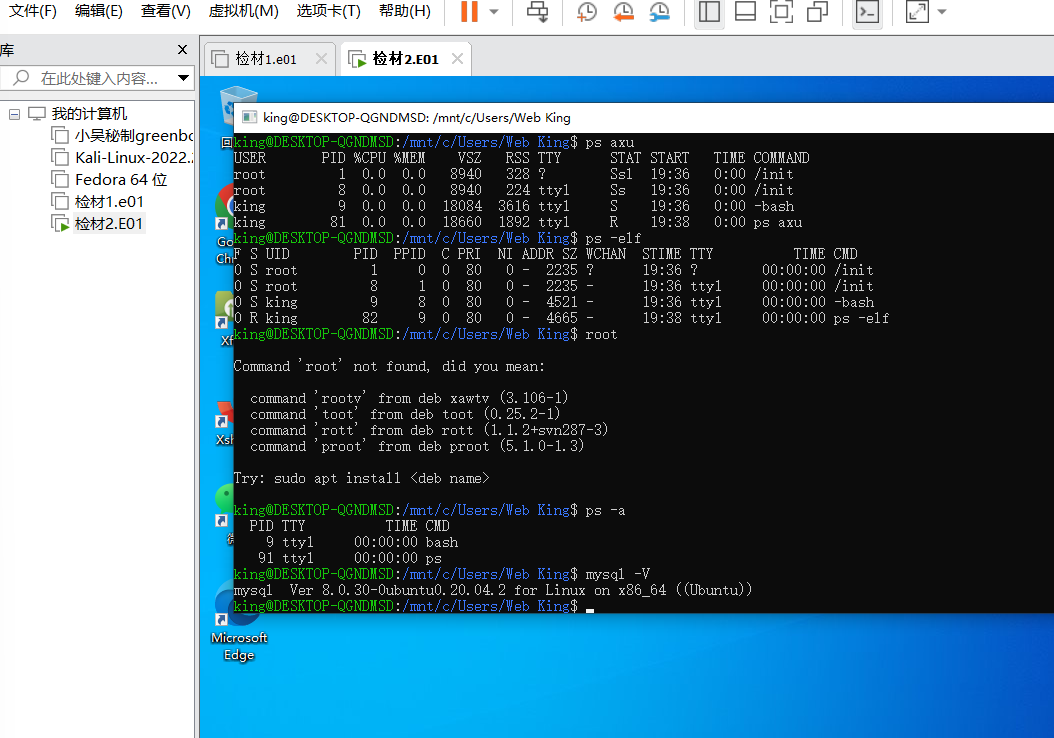 文件(F) 编辑(E) 查看(V) 虚拟机(M) 选项卡(T) 帮助(H)
库
在此处键入内容...
我的计算机
小昊秘制greenbo
Kali-Linux-2022.
Fedora 64 位
检材1.e01
检材2.E01
检材1.e01
检材2.E01
king@DESKTOP-QGNDMSD: /mnt/c/Users/Web King
king@DESKTOP-QGNDMSD:/mnt/c/Users/Web King$ ps axu
USER       PID %CPU %MEM    VSZ   RSS TTY      STAT START   TIME COMMAND
root         1  0.0  0.0   8940   328 ?        Ssl  19:36   0:00 /init
root         8  0.0  0.0   8940   224 tty1     Ss   19:36   0:00 /init
king         9  0.0  0.0  18084  3616 tty1     S    19:36   0:00 -bash
king        81  0.0  0.0  18660  1892 tty1     R    19:38   0:00 ps axu
king@DESKTOP-QGNDMSD:/mnt/c/Users/Web King$ ps -elf
F S UID        PID  PPID  C PRI  NI ADDR SZ WCHAN  STIME TTY          TIME CMD
0 S root         1     0  0  80   0 -  2235 ?      19:36 ?        00:00:00 /init
0 S root         8     1  0  80   0 -  2235 -      19:36 tty1     00:00:00 /init
0 S king         9     8  0  80   0 -  4521 -      19:36 tty1     00:00:00 -bash
0 R king        82     9  0  80   0 -  4665 -      19:38 tty1     00:00:00 ps -elf
king@DESKTOP-QGNDMSD:/mnt/c/Users/Web King$ root
Command 'root' not found, did you mean:
command 'rootv' from deb xawtv (3.106-1)
command 'toot' from deb toot (0.25.2-1)
command 'rott' from deb rott (1.1.2+svn287-3)
command 'proot' from deb proot (5.1.0-1.3)
Try: sudo apt install <deb name>
king@DESKTOP-QGNDMSD:/mnt/c/Users/Web King$ ps -a
PID TTY          TIME CMD
9 tty1     00:00:00 bash
91 tty1     00:00:00 ps
king@DESKTOP-QGNDMSD:/mnt/c/Users/Web King$ mysql -V
mysql  Ver 8.0.30-0ubuntu0.20.04.2 for Linux on x86_64 ((Ubuntu))
king@DESKTOP-QGNDMSD:/mnt/c/Users/Web King$
Go
Chr
Xf
Xsh
Microsoft
Edge